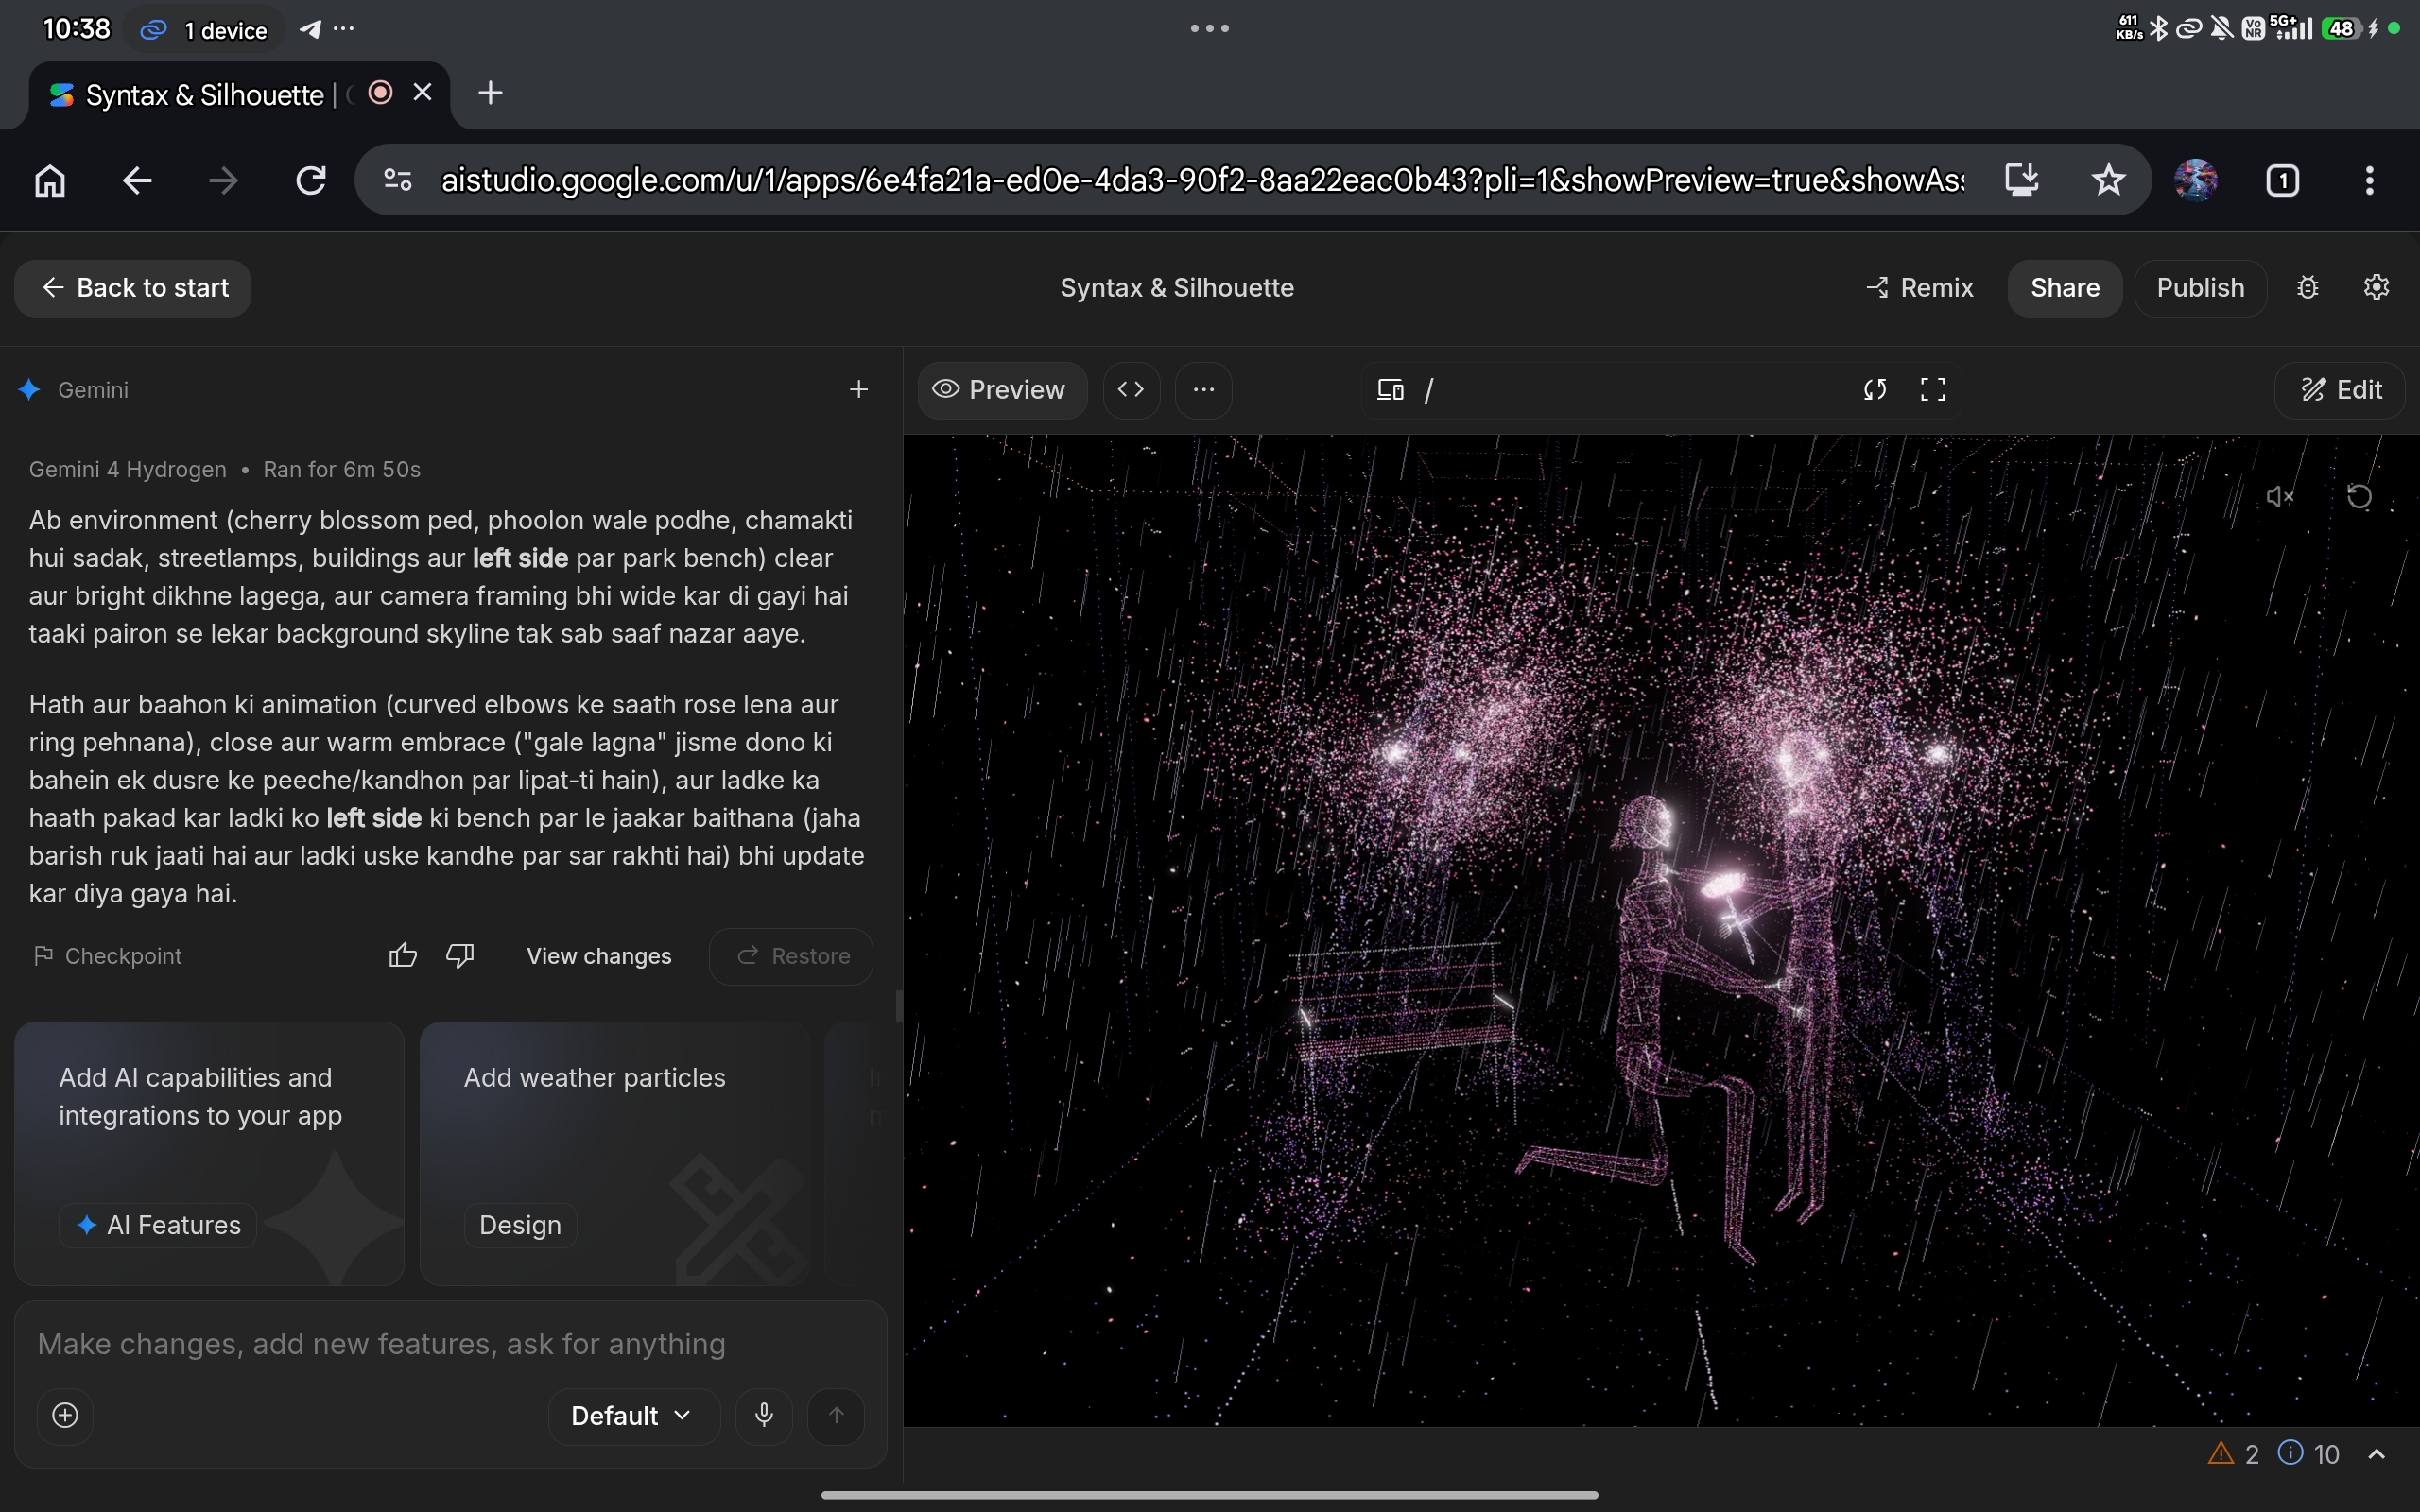 10:38
1 device
611
KB/s
Vo
NR
5G+
48
Syntax & Silhouette |
aistudio.google.com/u/1/apps/6e4fa21a-ed0e-4da3-90f2-8aa22eac0b43?pli=1&showPreview=true&showAss
1
Back to start
Syntax & Silhouette
Remix
Share
Publish
Gemini
Preview
/
Edit
Gemini 4 Hydrogen • Ran for 6m 50s
Ab environment (cherry blossom ped, phoolon wale podhe, chamakti
hui sadak, streetlamps, buildings aur left side par park bench) clear
aur bright dikhne lagega, aur camera framing bhi wide kar di gayi hai
taaki pairon se lekar background skyline tak sab saaf nazar aaye.
Hath aur baahon ki animation (curved elbows ke saath rose lena aur
ring pehnana), close aur warm embrace ("gale lagna" jisme dono ki
bahein ek dusre ke peeche/kandhon par lipat-ti hain), aur ladke ka
haath pakad kar ladki ko left side ki bench par le jaakar baithana (jaha
barish ruk jaati hai aur ladki uske kandhe par sar rakhti hai) bhi update
kar diya gaya hai.
Checkpoint
View changes
Restore
Add AI capabilities and
integrations to your app
AI Features
Add weather particles
Design
Make changes, add new features, ask for anything
Default
2
10